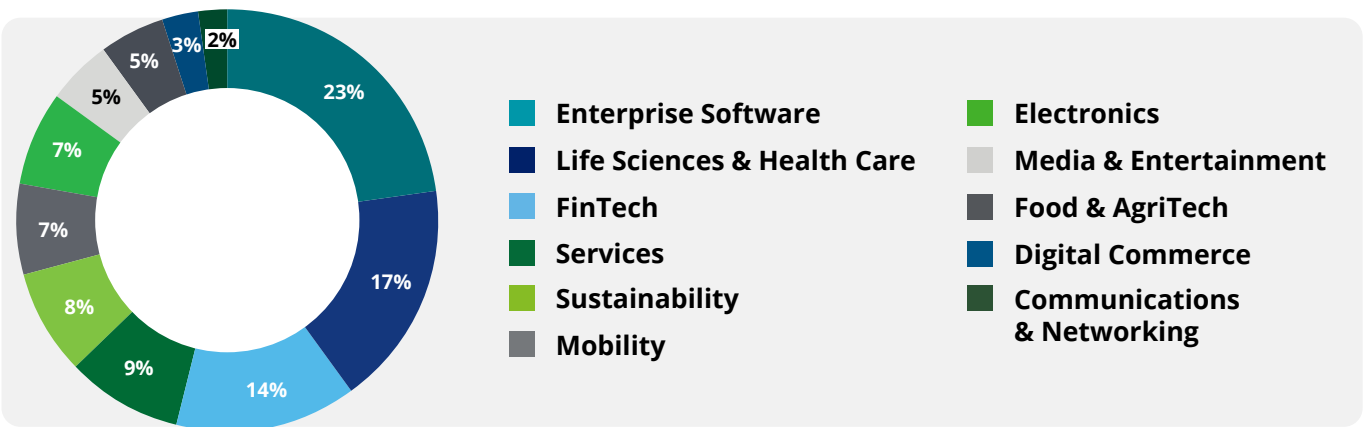 23%
17%
14%
9%
8%
7%
7%
5%
5%
3%
2%
Enterprise Software
Life Sciences & Health Care
FinTech
Services
Sustainability
Mobility
Electronics
Media & Entertainment
Food & AgriTech
Digital Commerce
Communications
& Networking